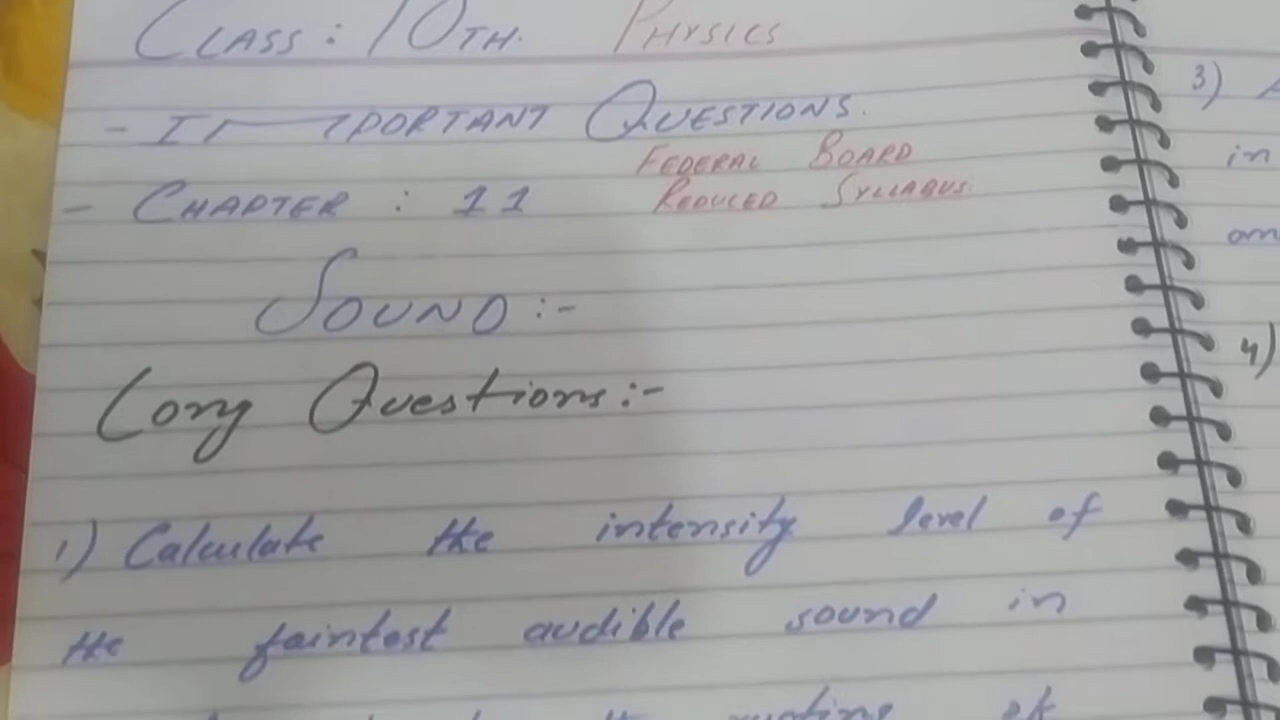 CLASS: 10TH. PHYSICS
- IMPORTANT QUESTIONS.
FEDERAL BOARD
- CHAPTER : 11 REDUCED SYLLABUS
SOUND:-
Long Questions:-
1) Calculate the intensity level of
the faintest audible sound in
3)
in
4)